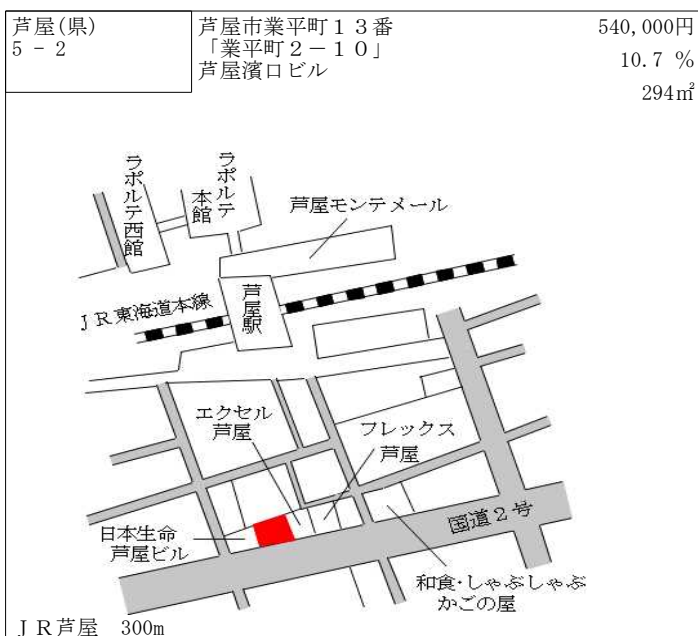 芦屋(県)
5 - 2
芦屋市業平町１３番
「業平町２－１０」
芦屋濱口ビル
540,000円
10.7 %
294㎡
ラポルテ西館
ラポルテ
本館
芦屋モンテメール
芦屋駅
ＪＲ東海道本線
エクセル
芦屋
フレックス
芦屋
日本生命
芦屋ビル
国道２号
和食・しゃぶしゃぶ
かごの屋
ＪＲ芦屋　300m